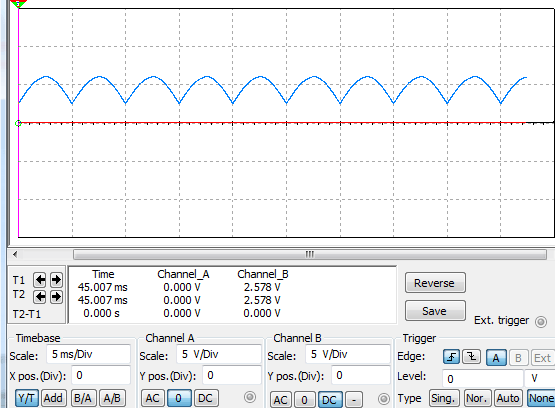 Time Channel_A Channel_B
T1 45.007 ms 0.000 V 2.578 V
T2 45.007 ms 0.000 V 2.578 V
T2-T1 0.000 s 0.000 V 0.000 V
Reverse
Save
Ext. trigger
Timebase
Scale: 5 ms/Div
X pos.(Div): 0
Y/T Add B/A A/B
Channel A
Scale: 5 V/Div
Y pos.(Div): 0
AC 0 DC
Channel B
Scale: 5 V/Div
Y pos.(Div): 0
AC 0 DC -
Trigger
Edge: A B Ext
Level: 0 V
Type Sing. Nor. Auto None